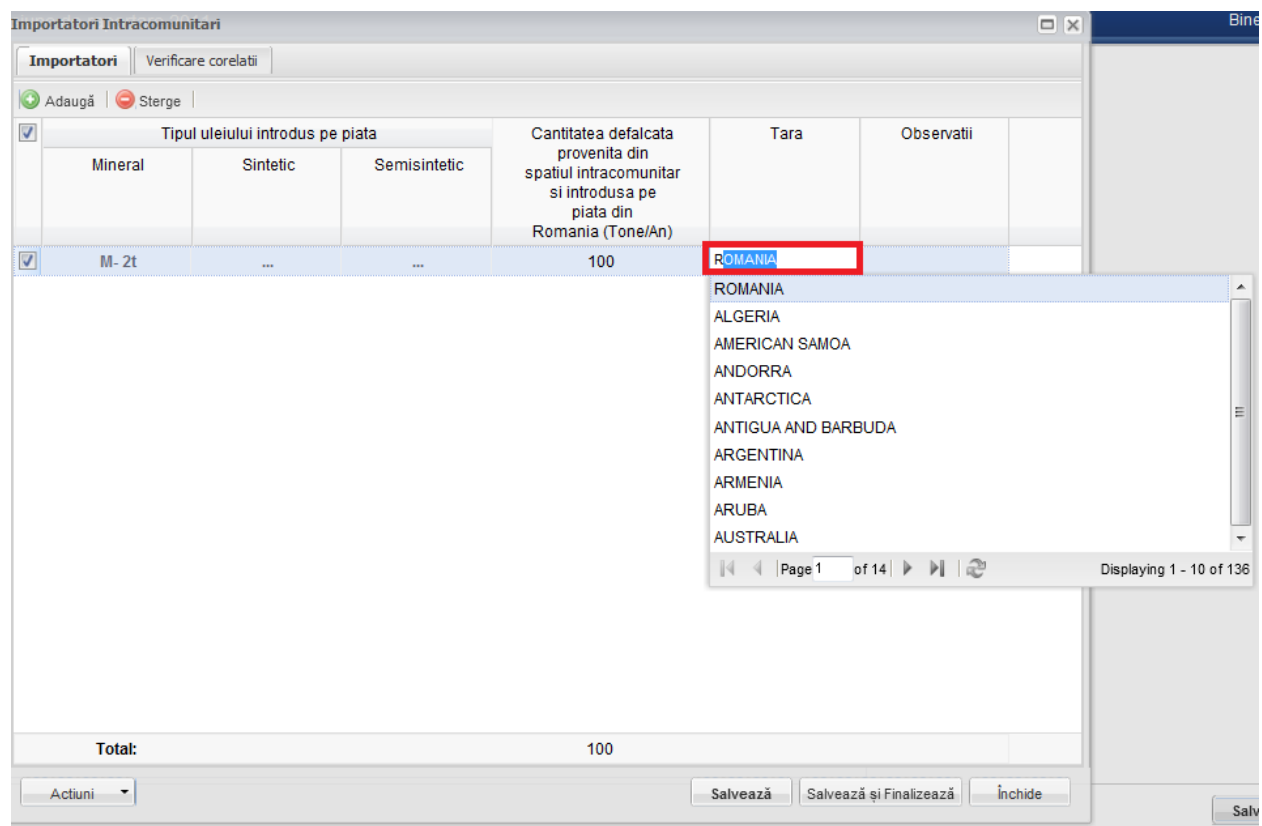 Importatori Intracomunitari
Bine
Importatori Verificare corelatii
Adaugă Sterge
Tipul uleiului introdus pe piata
Mineral Sintetic Semisintetic
Cantitatea defalcata
provenita din
spatiul intracomunitar
si introdusa pe
piata din
Romania (Tone/An)
Tara
Observatii
M- 2t ... ... 100 ROMANIA
ROMANIA
ALGERIA
AMERICAN SAMOA
ANDORRA
ANTARCTICA
ANTIGUA AND BARBUDA
ARGENTINA
ARMENIA
ARUBA
AUSTRALIA
Page 1 of 14 Displaying 1 - 10 of 136
Total: 100
Actiuni Salvează Salvează și Finalizează Închide
Salv